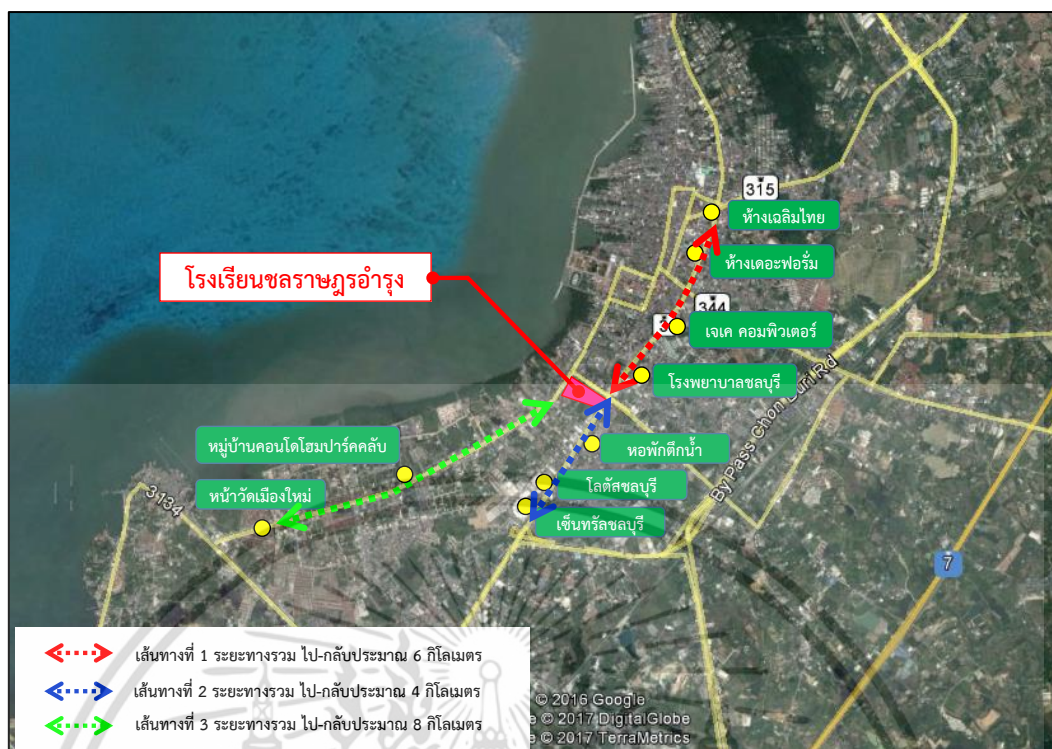 315
ห้างเฉลิมไทย
ห้างเดอะฟอรั่ม
โรงเรียนชลราษฎรอำรุง
344
3
เจเค คอมพิวเตอร์
โรงพยาบาลชลบุรี
By Pass Chon Buri Rd
หมู่บ้านคอนโดโฮมปาร์คคลับ
หอพักตึกน้ำ
โลตัสชลบุรี
หน้าวัดเมืองใหม่
3134
เซ็นทรัลชลบุรี
7
เส้นทางที่ 1 ระยะทางรวม ไป-กลับประมาณ 6 กิโลเมตร
เส้นทางที่ 2 ระยะทางรวม ไป-กลับประมาณ 4 กิโลเมตร
เส้นทางที่ 3 ระยะทางรวม ไป-กลับประมาณ 8 กิโลเมตร
© 2016 Google
e © 2017 DigitalGlobe
e © 2017 TerraMetrics